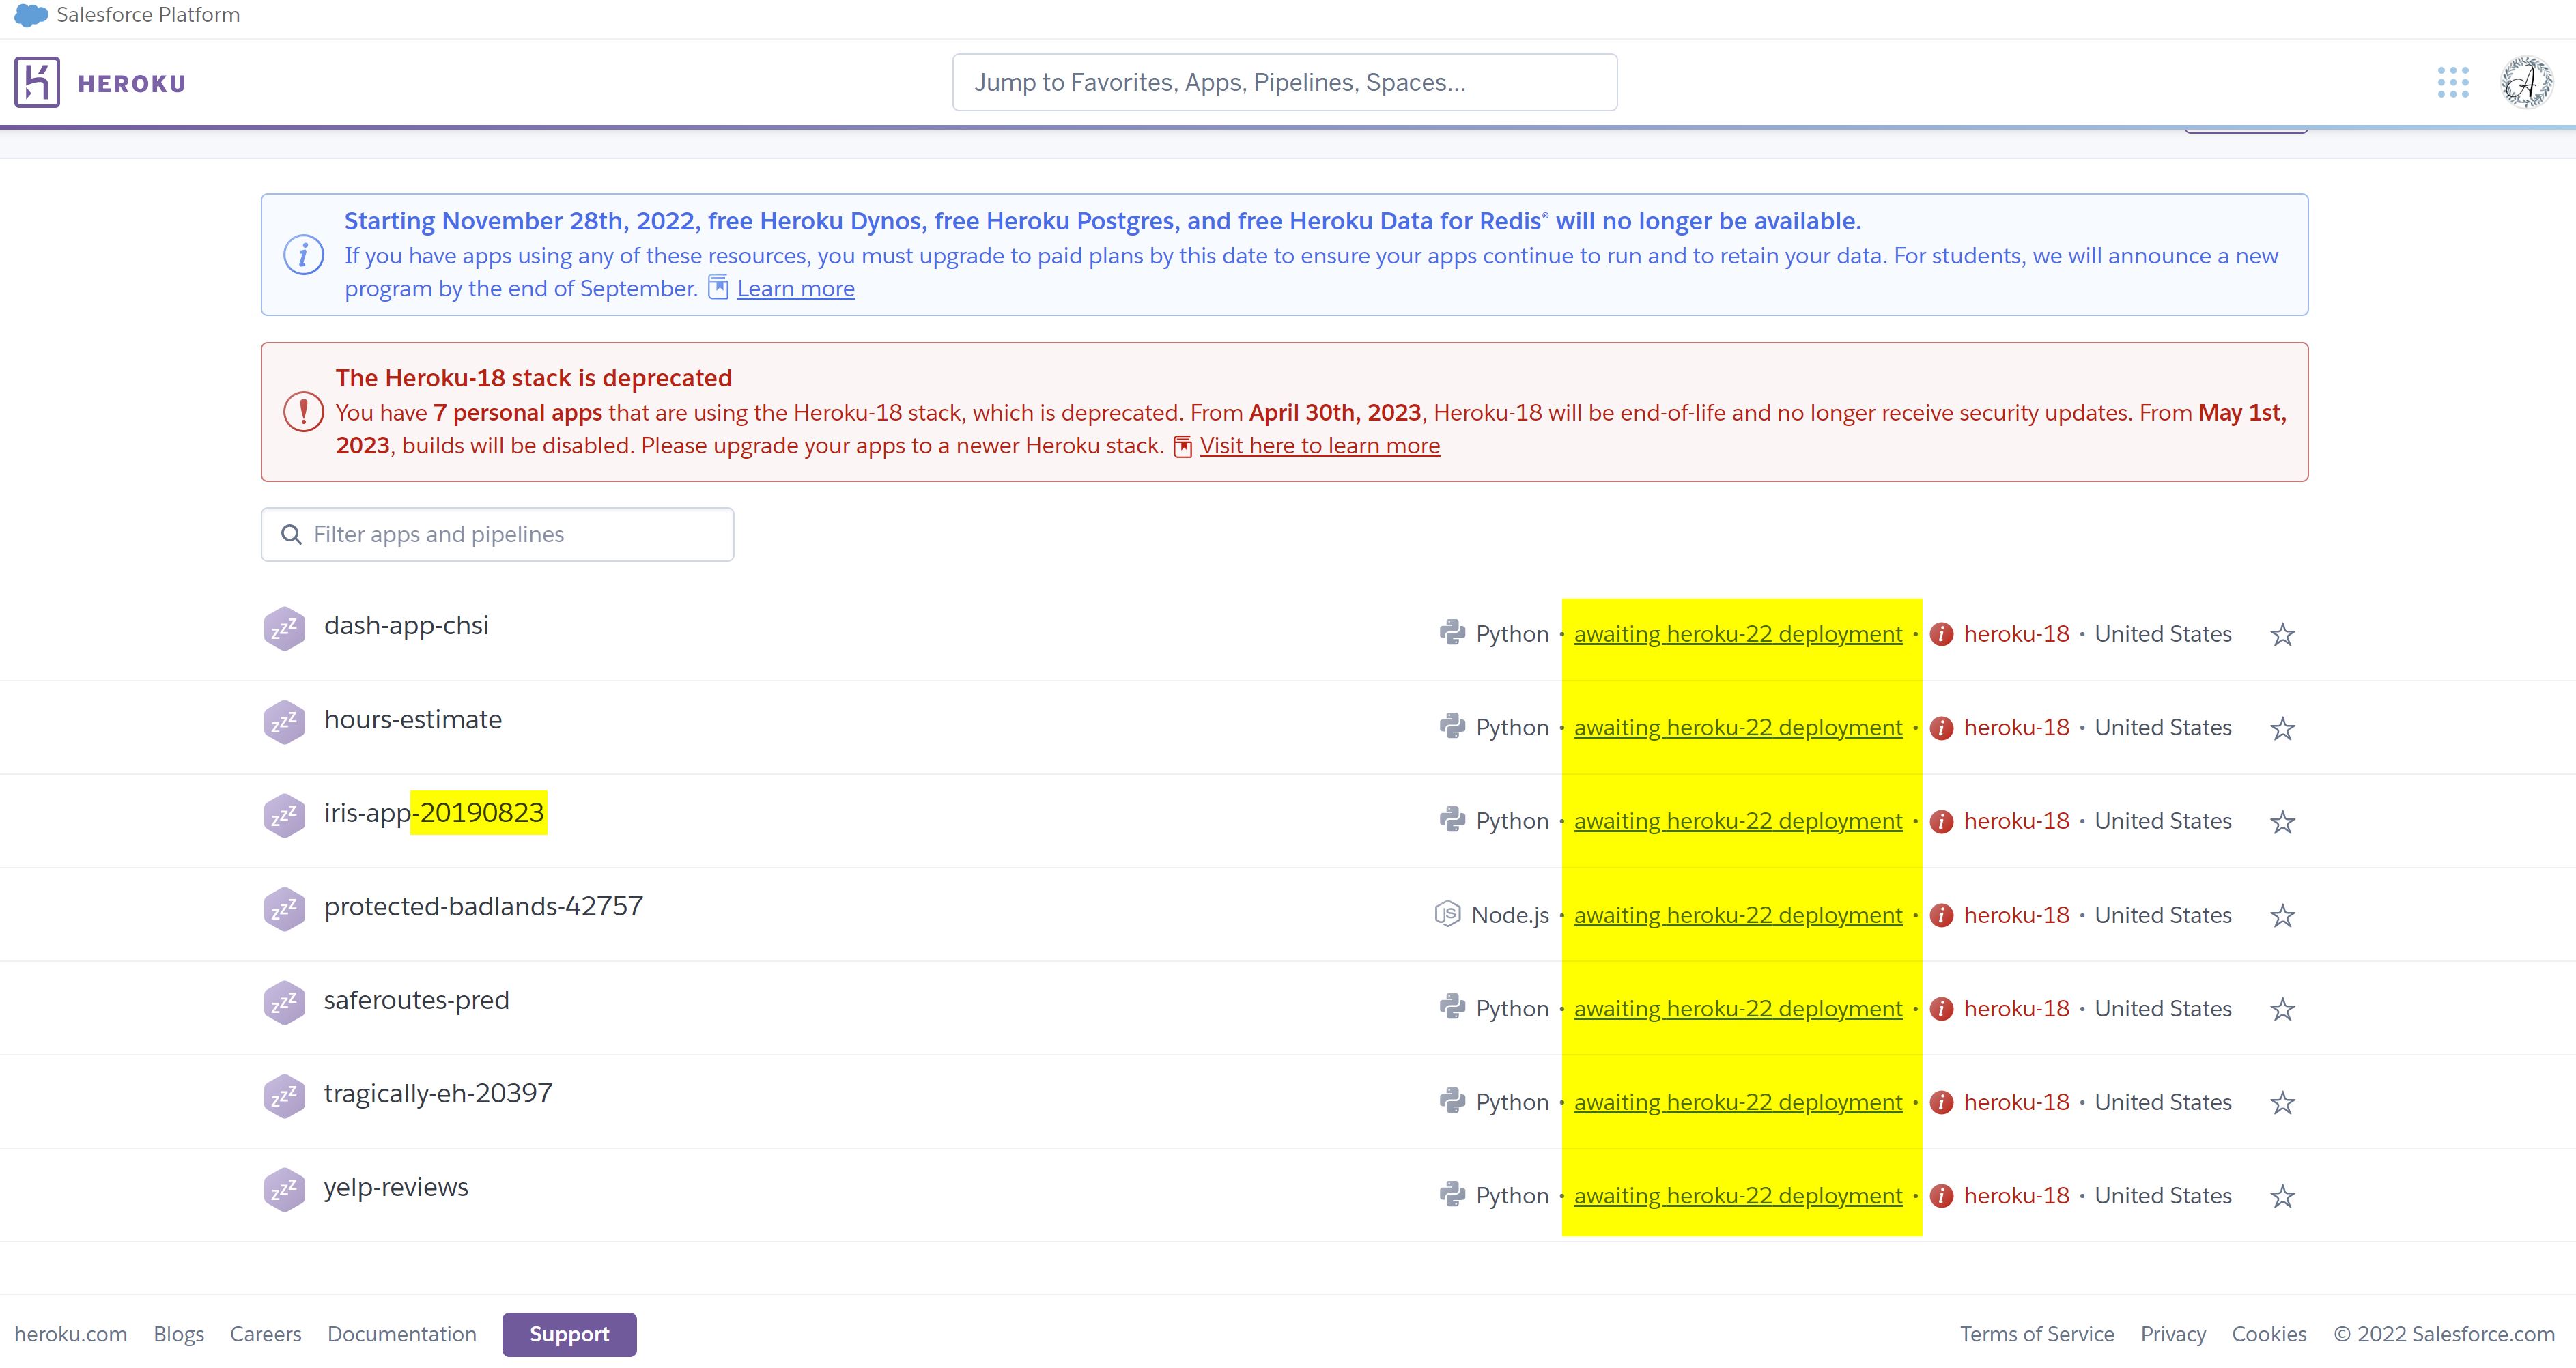 Salesforce Platform
HEROKU
Jump to Favorites, Apps, Pipelines, Spaces...
A
Starting November 28th, 2022, free Heroku Dynos, free Heroku Postgres, and free Heroku Data for Redis® will no longer be available.
If you have apps using any of these resources, you must upgrade to paid plans by this date to ensure your apps continue to run and to retain your data. For students, we will announce a new
program by the end of September. Learn more
The Heroku-18 stack is deprecated
You have 7 personal apps that are using the Heroku-18 stack, which is deprecated. From April 30th, 2023, Heroku-18 will be end-of-life and no longer receive security updates. From May 1st,
2023, builds will be disabled. Please upgrade your apps to a newer Heroku stack. Visit here to learn more
Filter apps and pipelines
zzZ dash-app-chsi Python · awaiting heroku-22 deployment · i heroku-18 · United States
zzZ hours-estimate Python · awaiting heroku-22 deployment · i heroku-18 · United States
zzZ iris-app-20190823 Python · awaiting heroku-22 deployment · i heroku-18 · United States
zzZ protected-badlands-42757 JS Node.js · awaiting heroku-22 deployment · i heroku-18 · United States
zzZ saferoutes-pred Python · awaiting heroku-22 deployment · i heroku-18 · United States
zzZ tragically-eh-20397 Python · awaiting heroku-22 deployment · i heroku-18 · United States
zzZ yelp-reviews Python · awaiting heroku-22 deployment · i heroku-18 · United States
heroku.com Blogs Careers Documentation Support Terms of Service Privacy Cookies © 2022 Salesforce.com